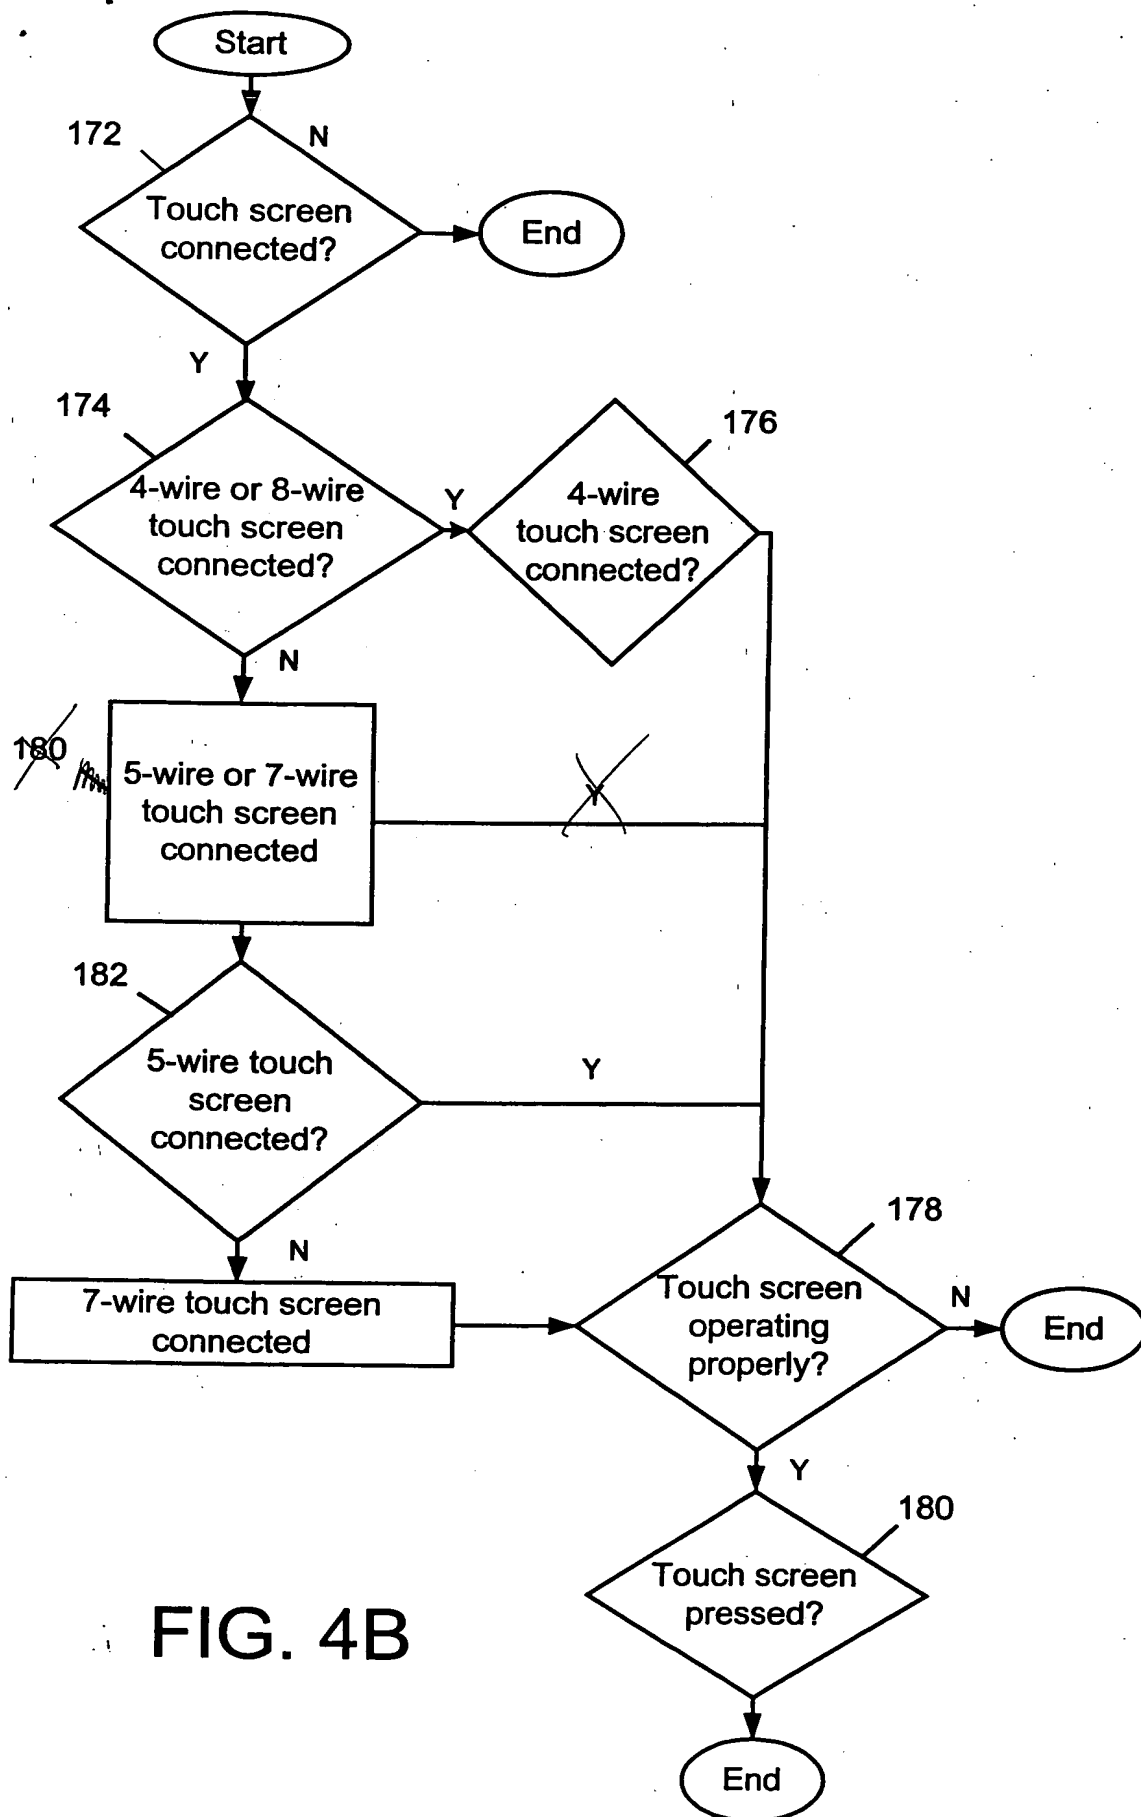 Start
172
N
Touch screen
connected?
End
Y
174
4-wire or 8-wire
touch screen
connected?
Y
176
4-wire
touch screen
connected?
N
180
5-wire or 7-wire
touch screen
connected
Y
182
5-wire touch
screen
connected?
Y
N
7-wire touch screen
connected
178
Touch screen
operating
properly?
N
End
Y
180
Touch screen
pressed?
End
FIG. 4B